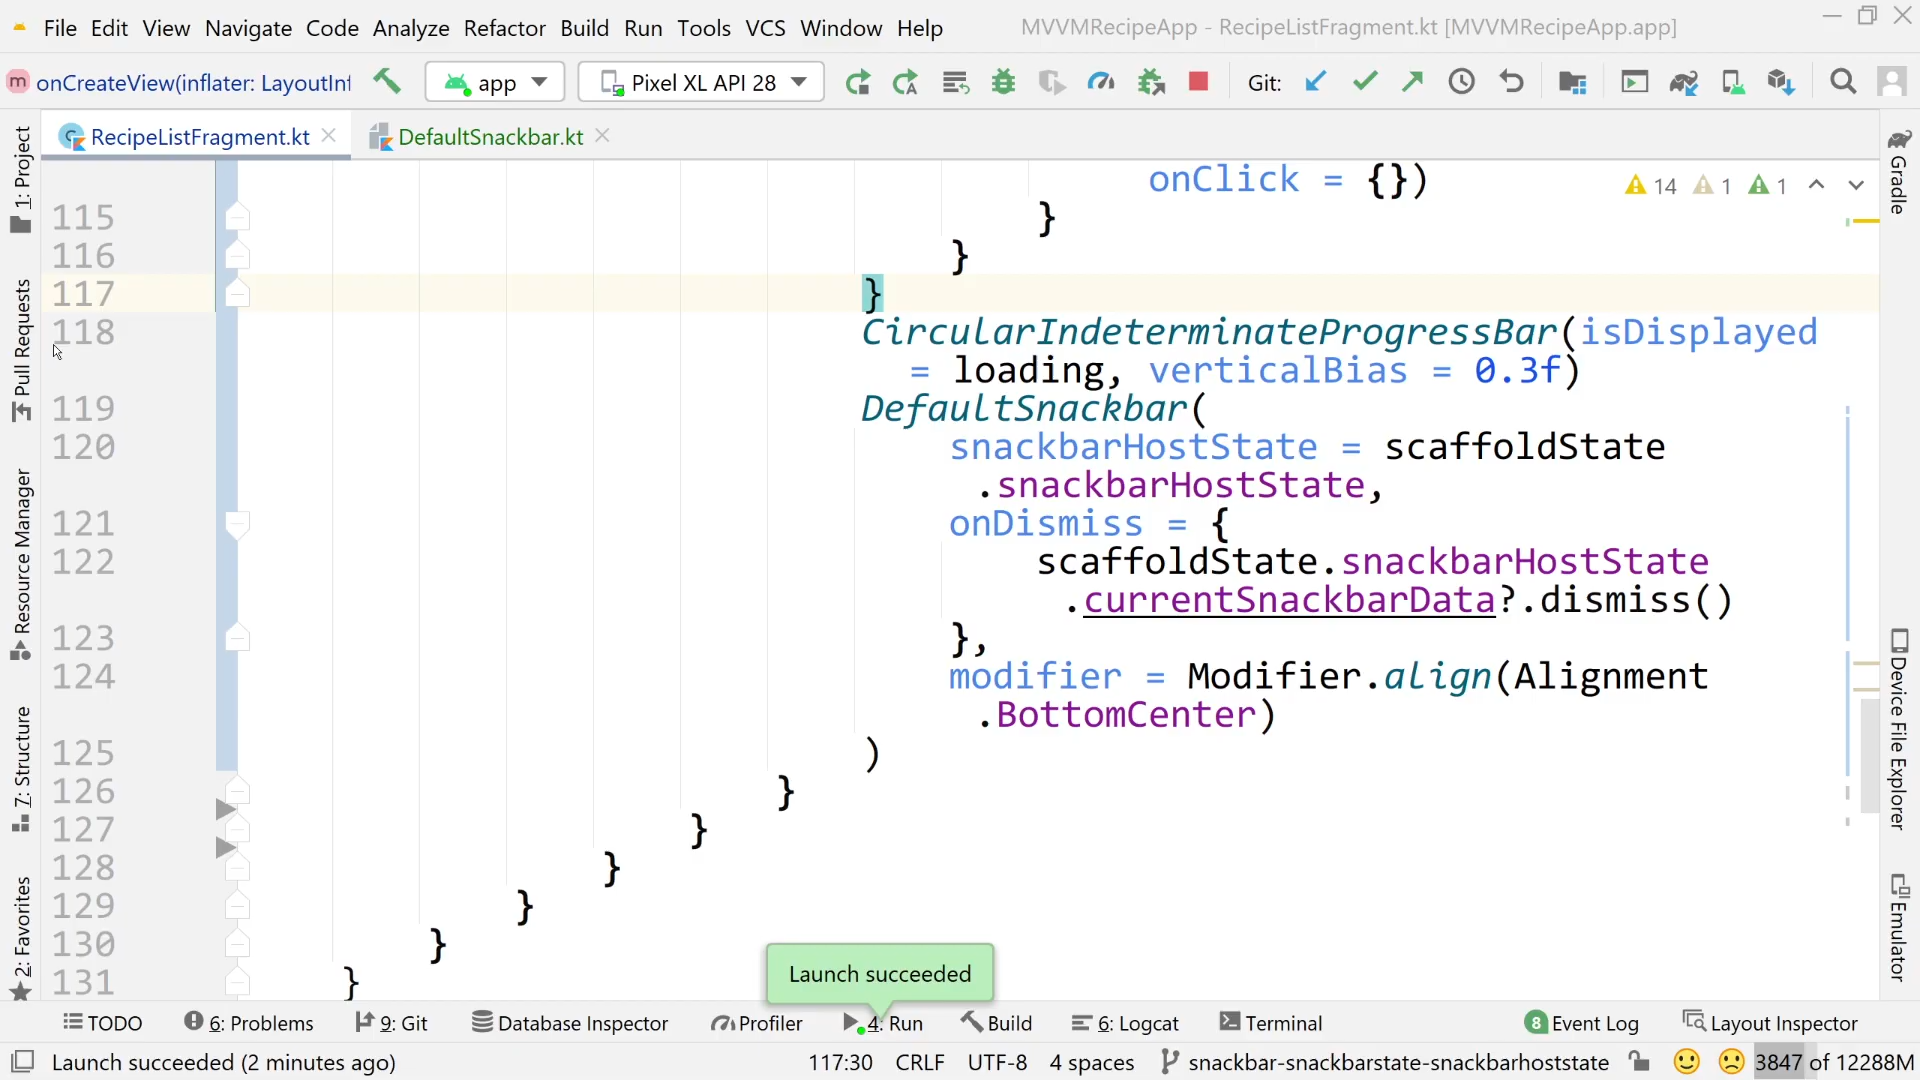 File Edit View Navigate Code Analyze Refactor Build Run Tools VCS Window Help MVVMRecipeApp - RecipeListFragment.kt [MVVMRecipeApp.app]
m onCreateView(inflater: LayoutInf app Pixel XL API 28 Git:
RecipeListFragment.kt DefaultSnackbar.kt
1: Project
Pull Requests
Resource Manager
7: Structure
2: Favorites
onClick = {})
14 1 1
115 }
116 }
117 }
118 CircularIndeterminateProgressBar(isDisplayed
= loading, verticalBias = 0.3f)
119 DefaultSnackbar(
120 snackbarHostState = scaffoldState
.snackbarHostState,
121 onDismiss = {
122 scaffoldState.snackbarHostState
.currentSnackbarData?.dismiss()
123 },
124 modifier = Modifier.align(Alignment
.BottomCenter)
125 )
126 }
127 }
128 }
129 }
130 }
131 }
Gradle
Device File Explorer
Emulator
Launch succeeded
TODO 6: Problems 9: Git Database Inspector Profiler 4: Run Build 6: Logcat Terminal 8 Event Log Layout Inspector
Launch succeeded (2 minutes ago) 117:30 CRLF UTF-8 4 spaces snackbar-snackbarstate-snackbarhoststate 3847 of 12288M